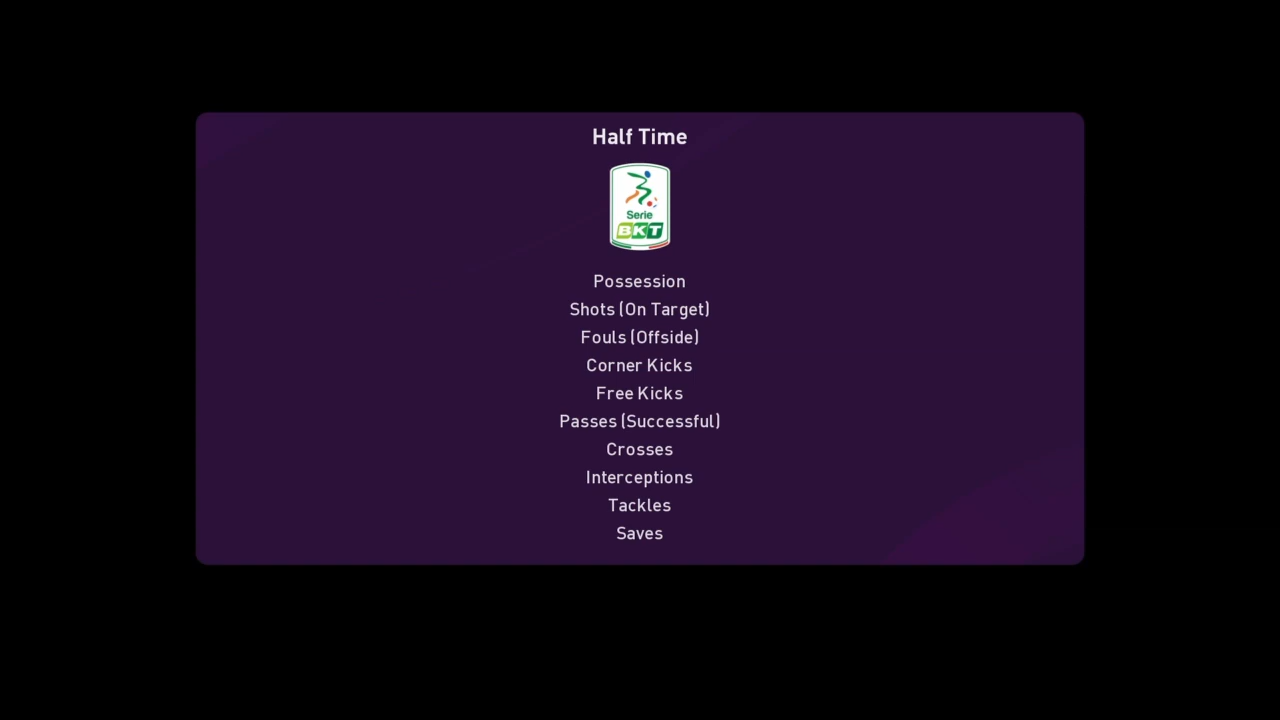 Half Time
Serie
BKT
Possession
Shots (On Target)
Fouls (Offside)
Corner Kicks
Free Kicks
Passes (Successful)
Crosses
Interceptions
Tackles
Saves